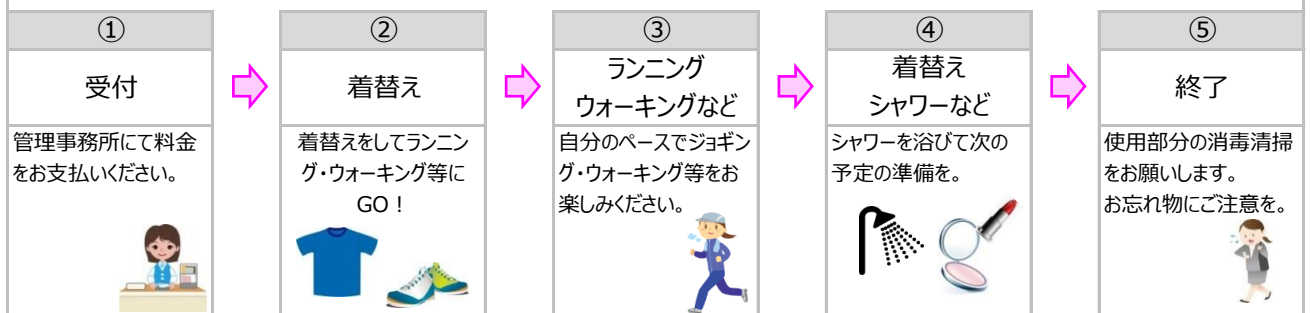 ①
受付
管理事務所にて料金
をお支払いください。
②
着替え
着替えをしてランニン
グ・ウォーキング等に
GO！
③
ランニング
ウォーキングなど
自分のペースでジョギン
グ・ウォーキング等をお
楽しみください。
④
着替え
シャワーなど
シャワーを浴びて次の
予定の準備を。
⑤
終了
使用部分の消毒清掃
をお願いします。
お忘れ物にご注意を。